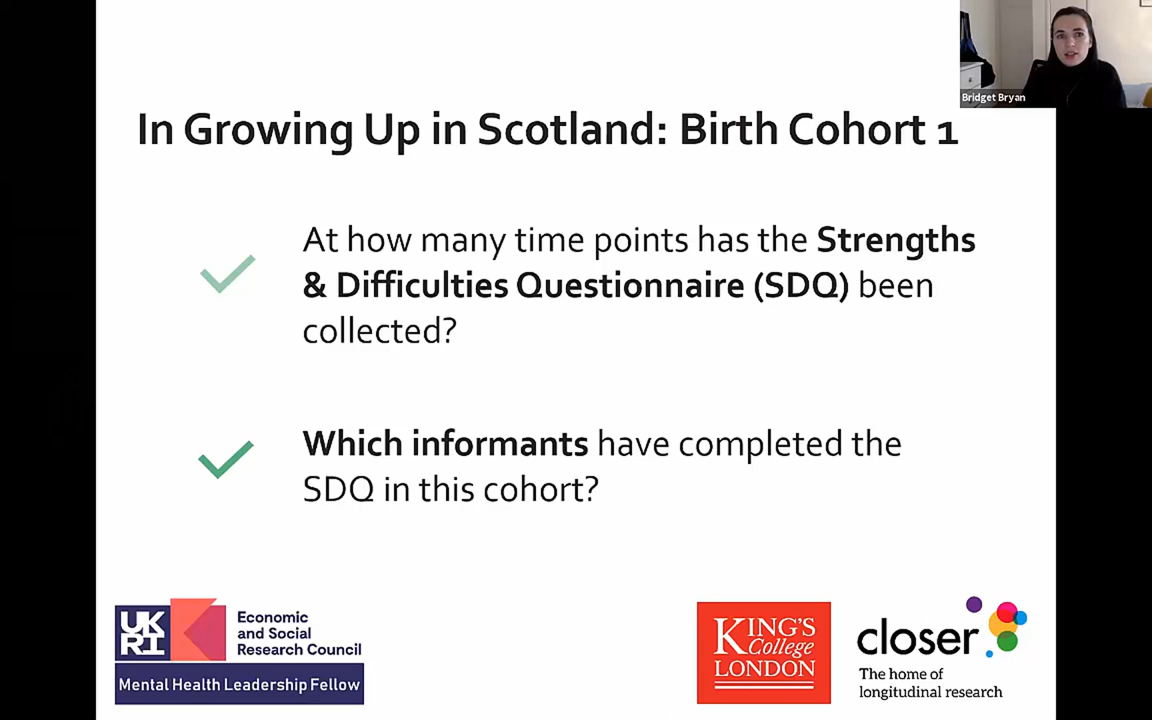 Bridget Bryan
In Growing Up in Scotland: Birth Cohort 1
At how many time points has the Strengths
& Difficulties Questionnaire (SDQ) been
collected?
Which informants have completed the
SDQ in this cohort?
UK
RI
Economic
and Social
Research Council
Mental Health Leadership Fellow
KING'S
College
LONDON
closer
The home of
longitudinal research